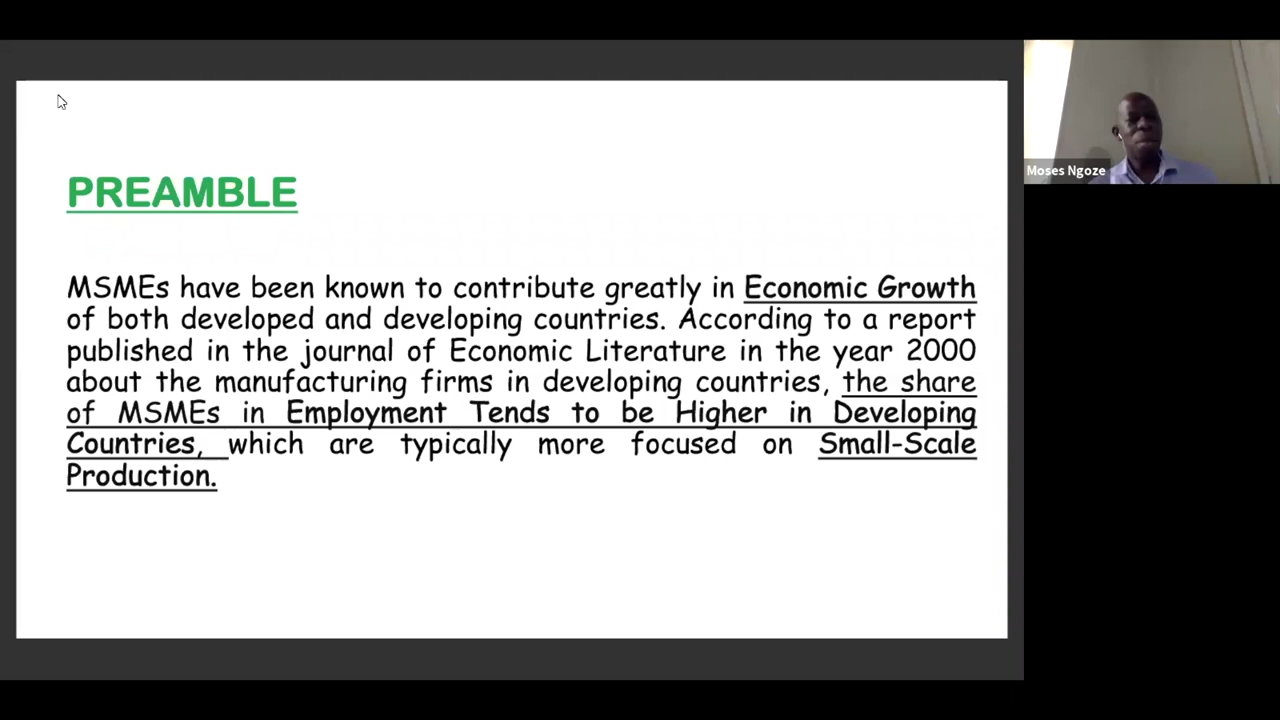 PREAMBLE
MSMEs have been known to contribute greatly in Economic Growth
of both developed and developing countries. According to a report
published in the journal of Economic Literature in the year 2000
about the manufacturing firms in developing countries, the share
of MSMEs in Employment Tends to be Higher in Developing
Countries, which are typically more focused on Small-Scale
Production.
Moses Ngoze